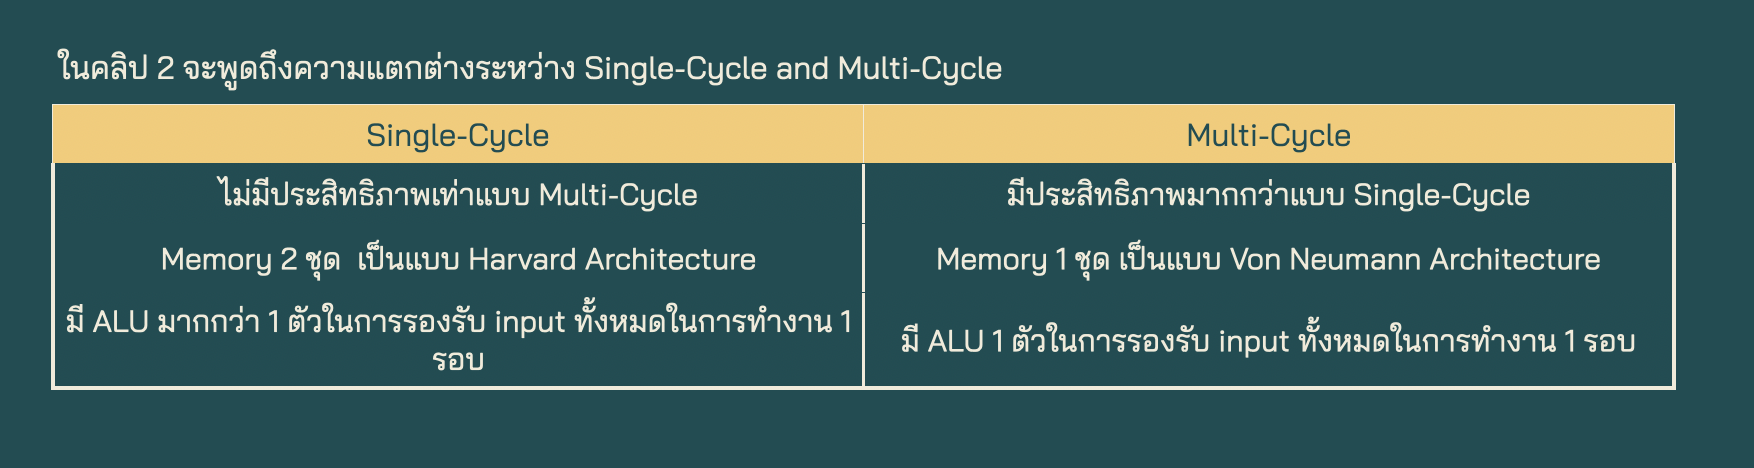 ในคลิป 2 จะพูดถึงความแตกต่างระหว่าง Single-Cycle and Multi-Cycle
Single-Cycle
Multi-Cycle
ไม่มีประสิทธิภาพเท่าแบบ Multi-Cycle
มีประสิทธิภาพมากกว่าแบบ Single-Cycle
Memory 2 ชุด เป็นแบบ Harvard Architecture
Memory 1 ชุด เป็นแบบ Von Neumann Architecture
มี ALU มากกว่า 1 ตัวในการรองรับ input ทั้งหมดในการทำงาน 1
รอบ
มี ALU 1 ตัวในการรองรับ input ทั้งหมดในการทำงาน 1 รอบ